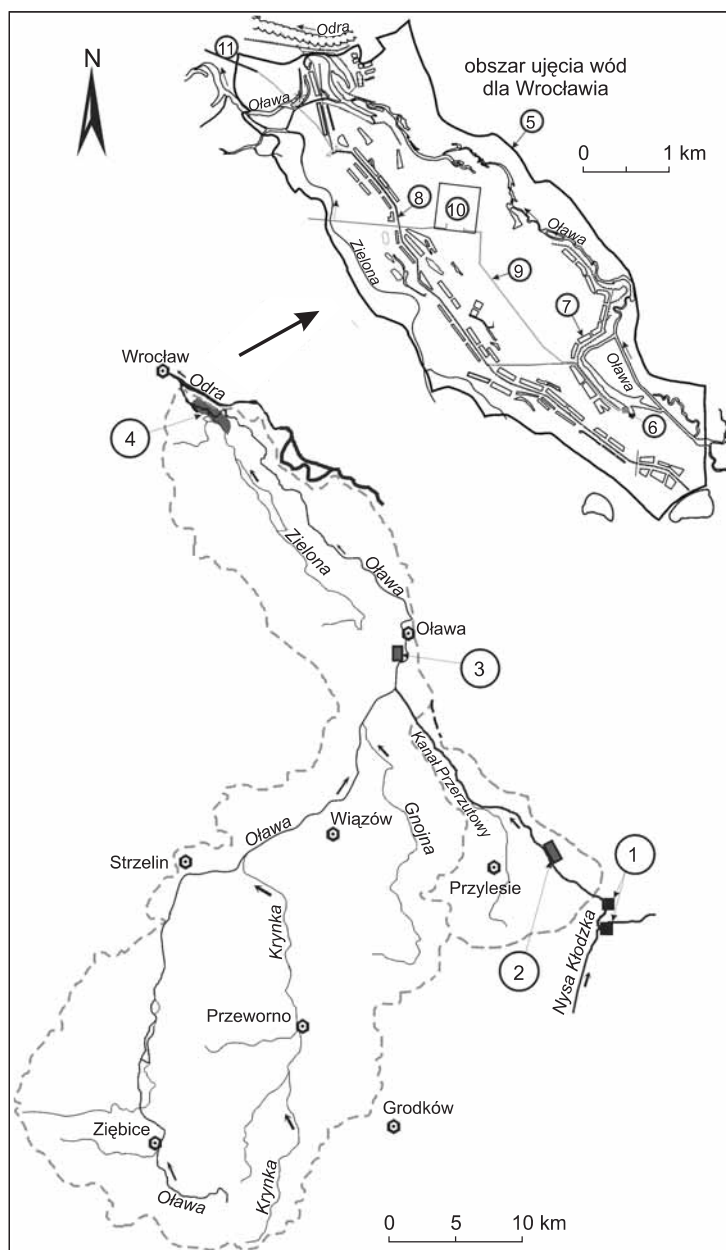 N
11
Odra
Oława
obszar ujęcia wód
dla Wrocławia
5
0 1 km
8
10
Oława
Zielona
9
7
Oława
6
Wrocław
Odra
4
Zielona
Oława
Oława
3
Kanał Przerzutowy
Gnojna
Oława
Wiązów
Strzelin
Przylesie
1
Krynka
2
Nysa Kłodzka
Przeworno
Grodków
Ziębice
Krynka
Oława
0 5 10 km